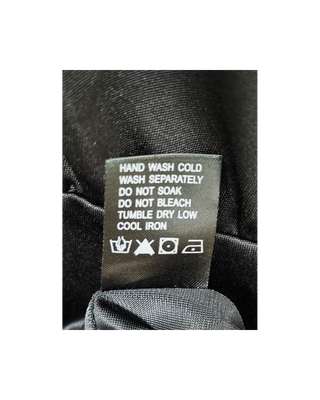 HAND WASH COLD
WASH SEPARATELY
DO NOT SOAK
DO NOT BLEACH
TUMBLE DRY LOW
COOL IRON